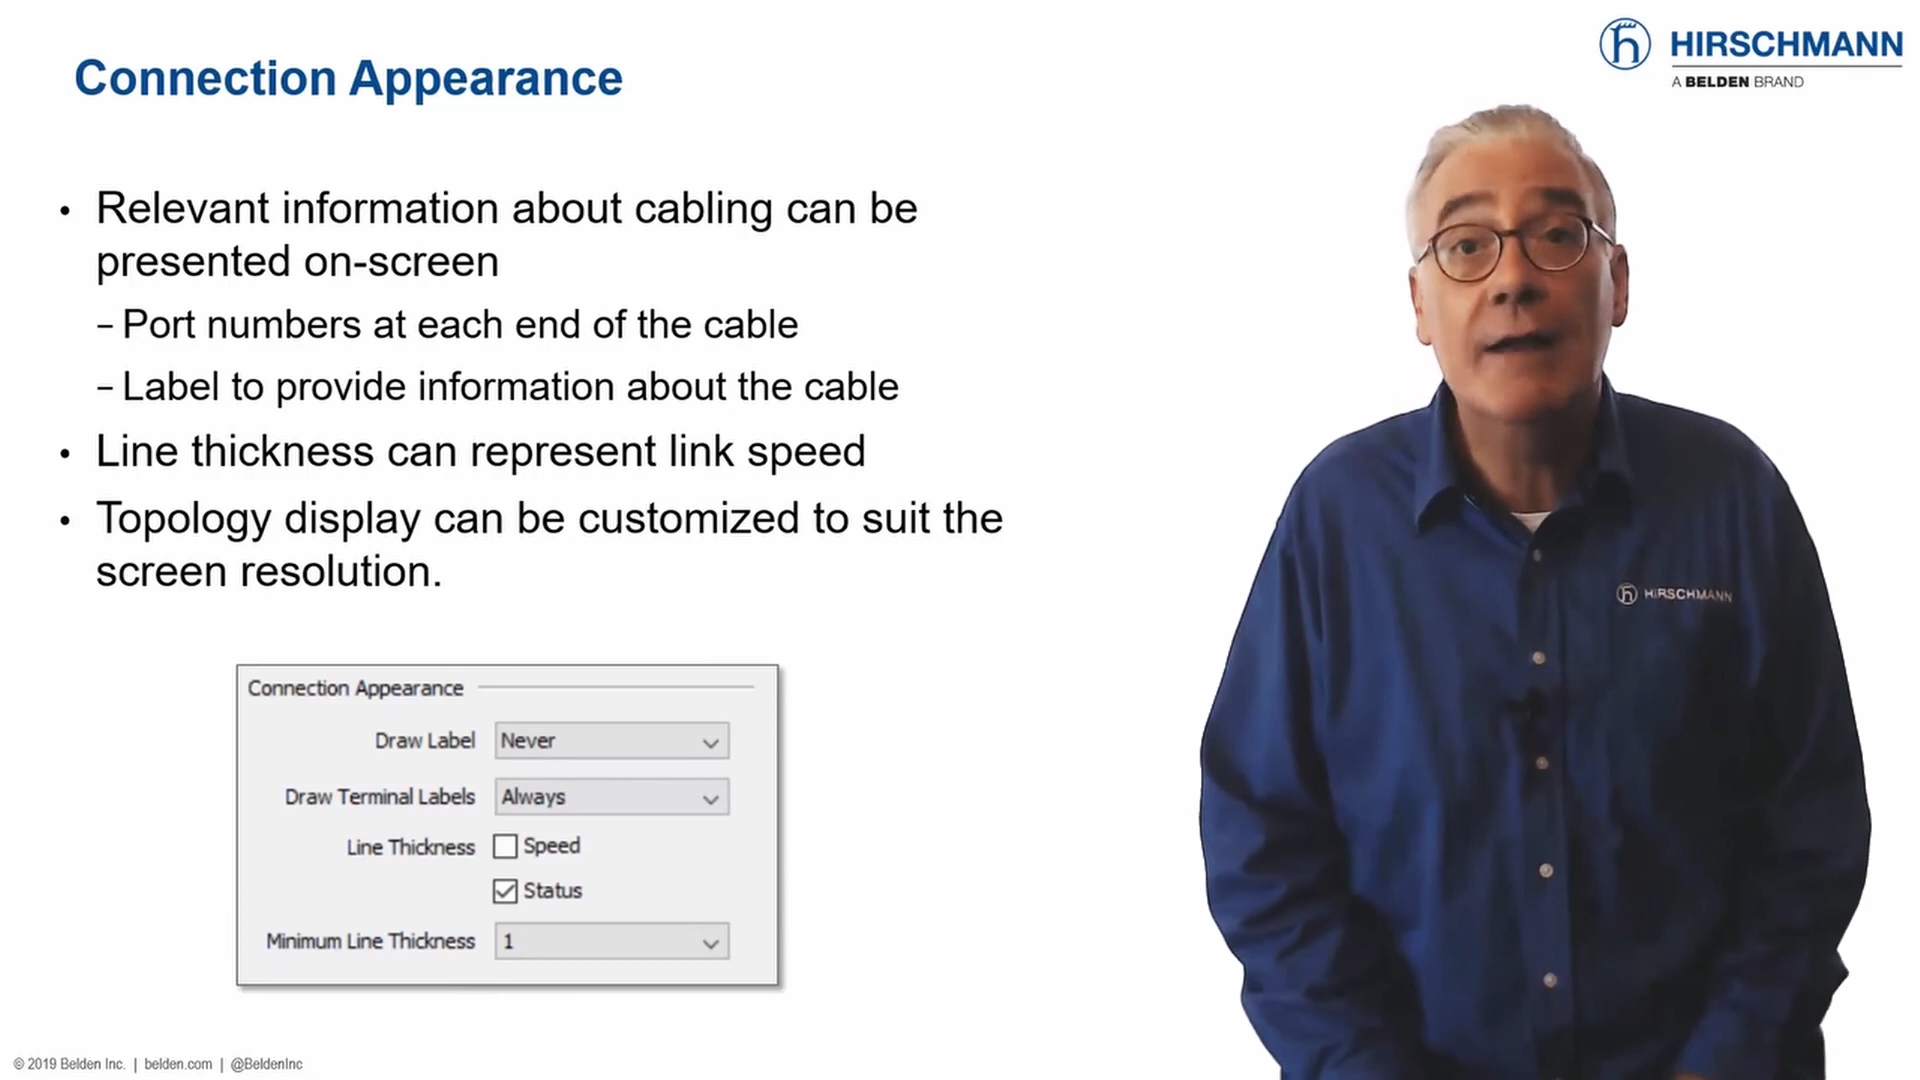 HIRSCHMANN
A BELDEN BRAND
Connection Appearance
• Relevant information about cabling can be
presented on-screen
– Port numbers at each end of the cable
– Label to provide information about the cable
• Line thickness can represent link speed
• Topology display can be customized to suit the
screen resolution.
HIRSCHMANN
Connection Appearance
Draw Label Never
Draw Terminal Labels Always
Line Thickness Speed
Status
Minimum Line Thickness 1
© 2019 Belden Inc. | belden.com | @BeldenInc